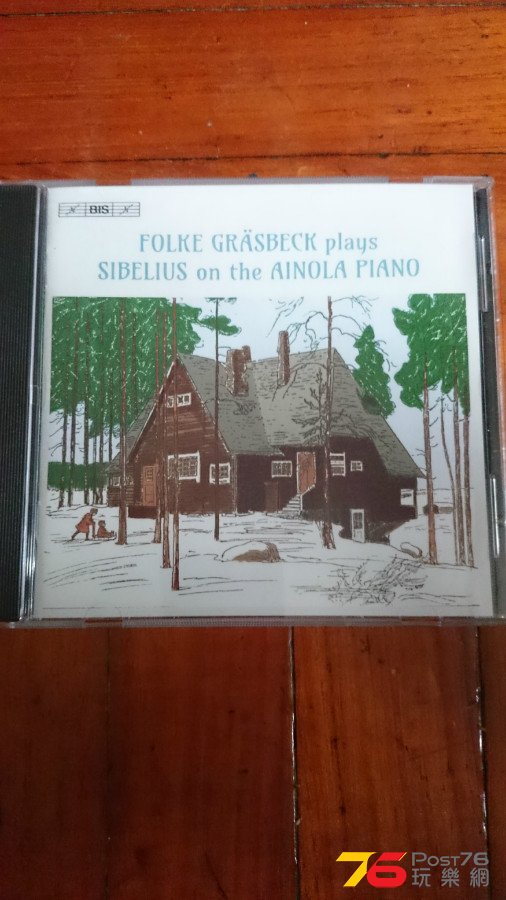 BIS
FOLKE GRÄSBECK plays
SIBELIUS on the AINOLA PIANO
76 POST76
玩樂網